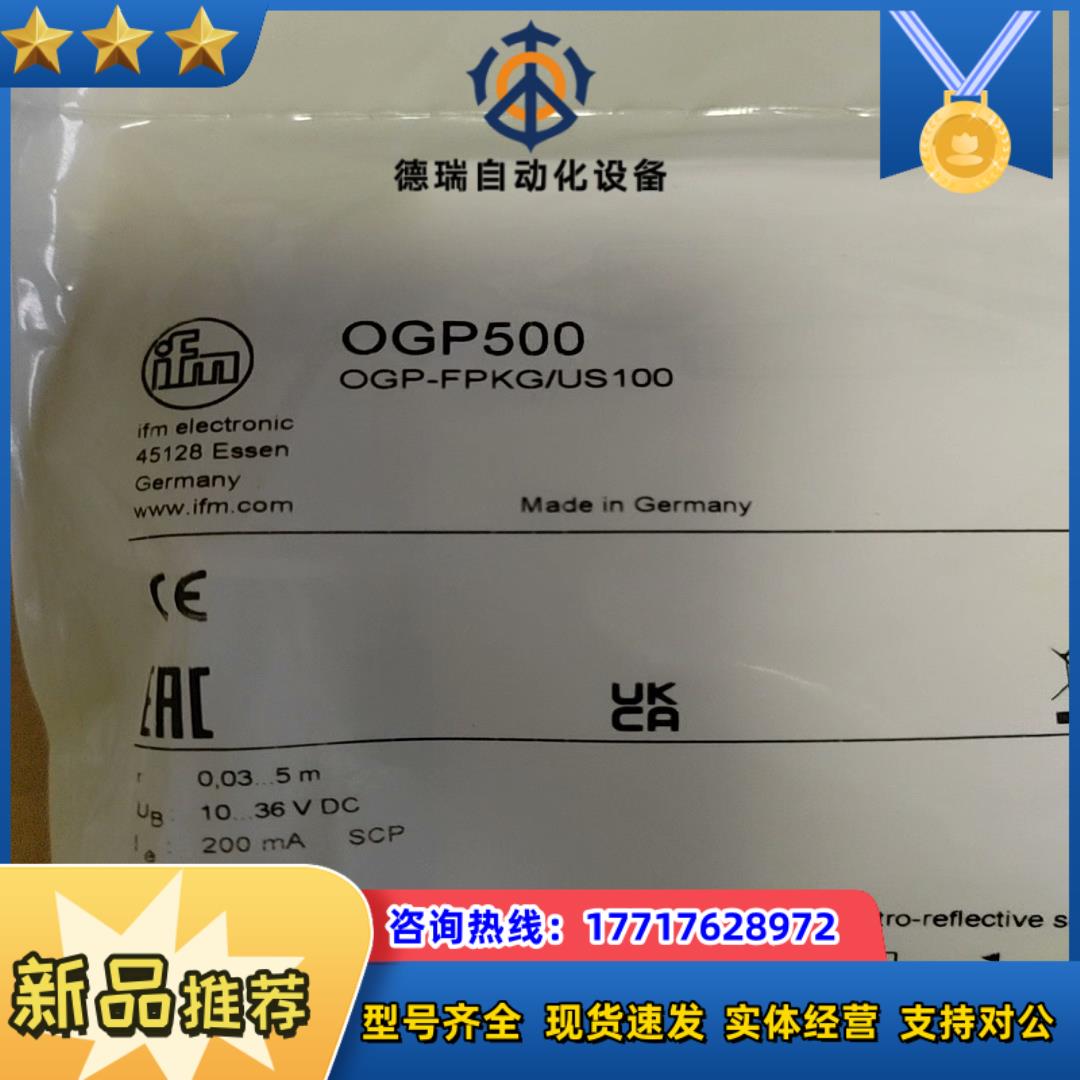 德瑞自动化设备
ifm
OGP500
OGP-FPKG/US100
ifm electronic
45128 Essen
Germany
www.ifm.com
Made in Germany
CE
EAC
UK
CA
r 0,03...5 m
UB: 10...36 V DC
Ie: 200 mA SCP
咨询热线：17717628972
tro-reflective s
新品推荐
型号齐全 现货速发 实体经营 支持对公